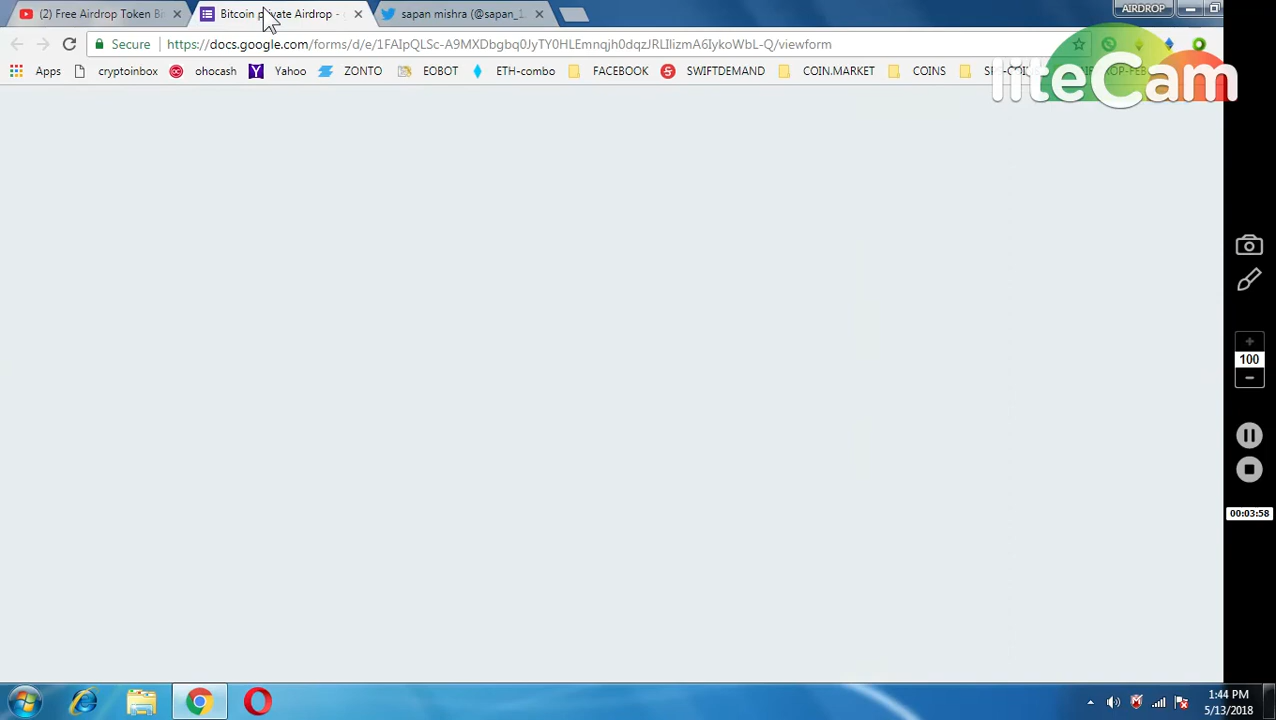 (2) Free Airdrop Token Bi
Bitcoin private Airdrop -
sapan mishra (@sapan_1
AIRDROP
Secure
https://docs.google.com/forms/d/e/1FAIpQLSc-A9MXDbgbq0JyTY0HLEmnqjh0dqzJRLIlizmA6IykoWbL-Q/viewform
Apps cryptoinbox ohocash Yahoo EOBOT ETH-combo FACEBOOK SWIFTDEMAND COIN.MARKET COINS
liteCam
100
00:03:58
1:44 PM
5/13/2018